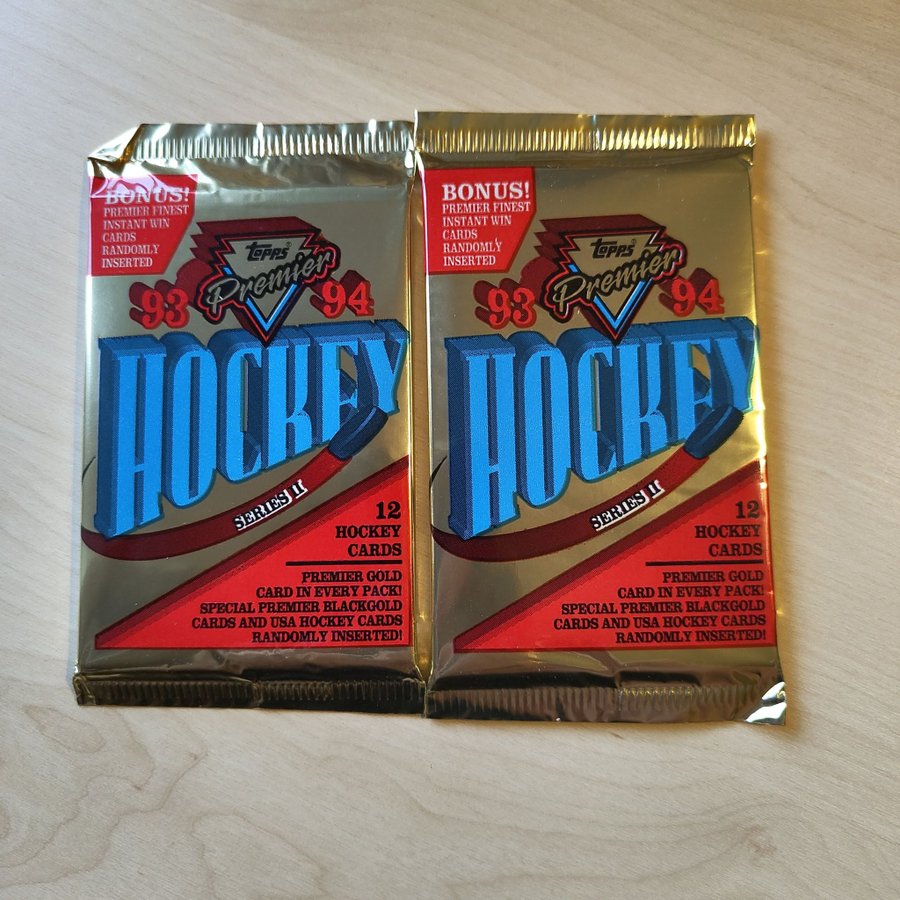 BONUS!
PREMIER FINEST
INSTANT WIN
CARDS
RANDOMLY
INSERTED
Topps®
Premier
93 94
HOCKEY
SERIES II
12
HOCKEY
CARDS
PREMIER GOLD
CARD IN EVERY PACK!
SPECIAL PREMIER BLACKGOLD
CARDS AND USA HOCKEY CARDS
RANDOMLY INSERTED!
BONUS!
PREMIER FINEST
INSTANT WIN
CARDS
RANDOMLY
INSERTED
Topps®
Premier
93 94
HOCKEY
SERIES II
12
HOCKEY
CARDS
PREMIER GOLD
CARD IN EVERY PACK!
SPECIAL PREMIER BLACKGOLD
CARDS AND USA HOCKEY CARDS
RANDOMLY INSERTED!